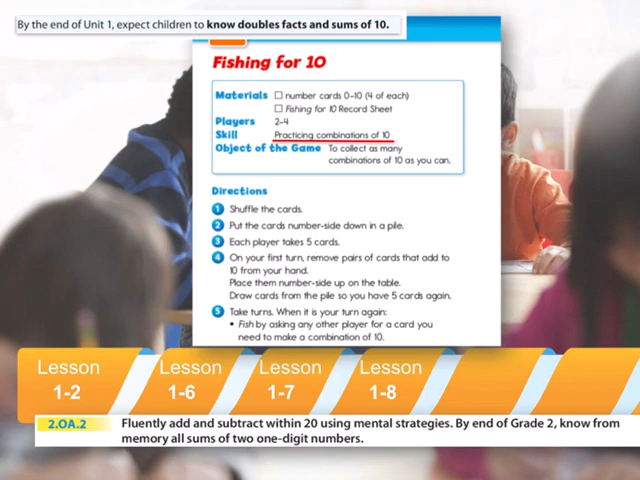 By the end of Unit 1, expect children to know doubles facts and sums of 10.
Fishing for 10
Materials □ number cards 0–10 (4 of each)
□ Fishing for 10 Record Sheet
Players 2–4
Skill Practicing combinations of 10
Object of the Game To collect as many
combinations of 10 as you can.
Directions
1 Shuffle the cards.
2 Put the cards number-side down in a pile.
3 Each player takes 5 cards.
4 On your first turn, remove pairs of cards that add to
10 from your hand.
Place them number-side up on the table.
Draw cards from the pile so you have 5 cards again.
5 Take turns. When it is your turn again:
• Fish by asking any other player for a card you
need to make a combination of 10.
Lesson Lesson Lesson Lesson
1-2 1-6 1-7 1-8
2.OA.2 Fluently add and subtract within 20 using mental strategies. By end of Grade 2, know from
memory all sums of two one-digit numbers.